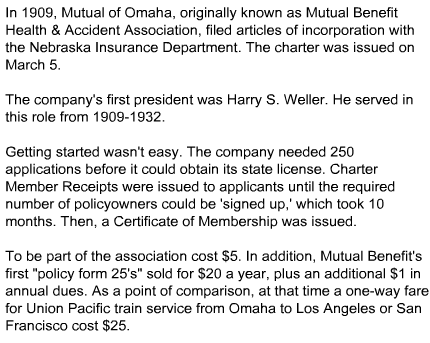 In 1909, Mutual of Omaha, originally known as Mutual Benefit
Health & Accident Association, filed articles of incorporation with
the Nebraska Insurance Department. The charter was issued on
March 5.
The company's first president was Harry S. Weller. He served in
this role from 1909-1932.
Getting started wasn't easy. The company needed 250
applications before it could obtain its state license. Charter
Member Receipts were issued to applicants until the required
number of policyowners could be 'signed up,' which took 10
months. Then, a Certificate of Membership was issued.
To be part of the association cost $5. In addition, Mutual Benefit's
first "policy form 25's" sold for $20 a year, plus an additional $1 in
annual dues. As a point of comparison, at that time a one-way fare
for Union Pacific train service from Omaha to Los Angeles or San
Francisco cost $25.